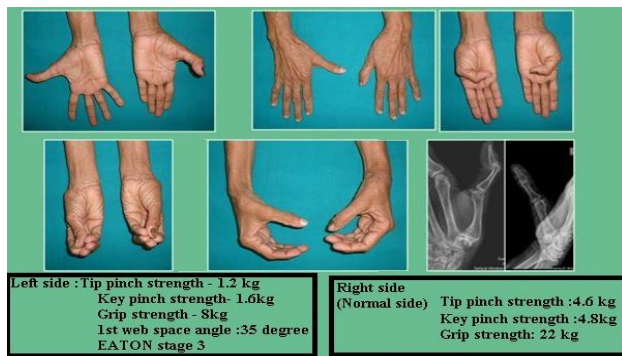 Left side :Tip pinch strength - 1.2 kg
Key pinch strength- 1.6kg
Grip strength - 8kg
1st web space angle :35 degree
EATON stage 3
Right side
(Normal side)
Tip pinch strength :4.6 kg
Key pinch strength :4.8kg
Grip strength: 22 kg